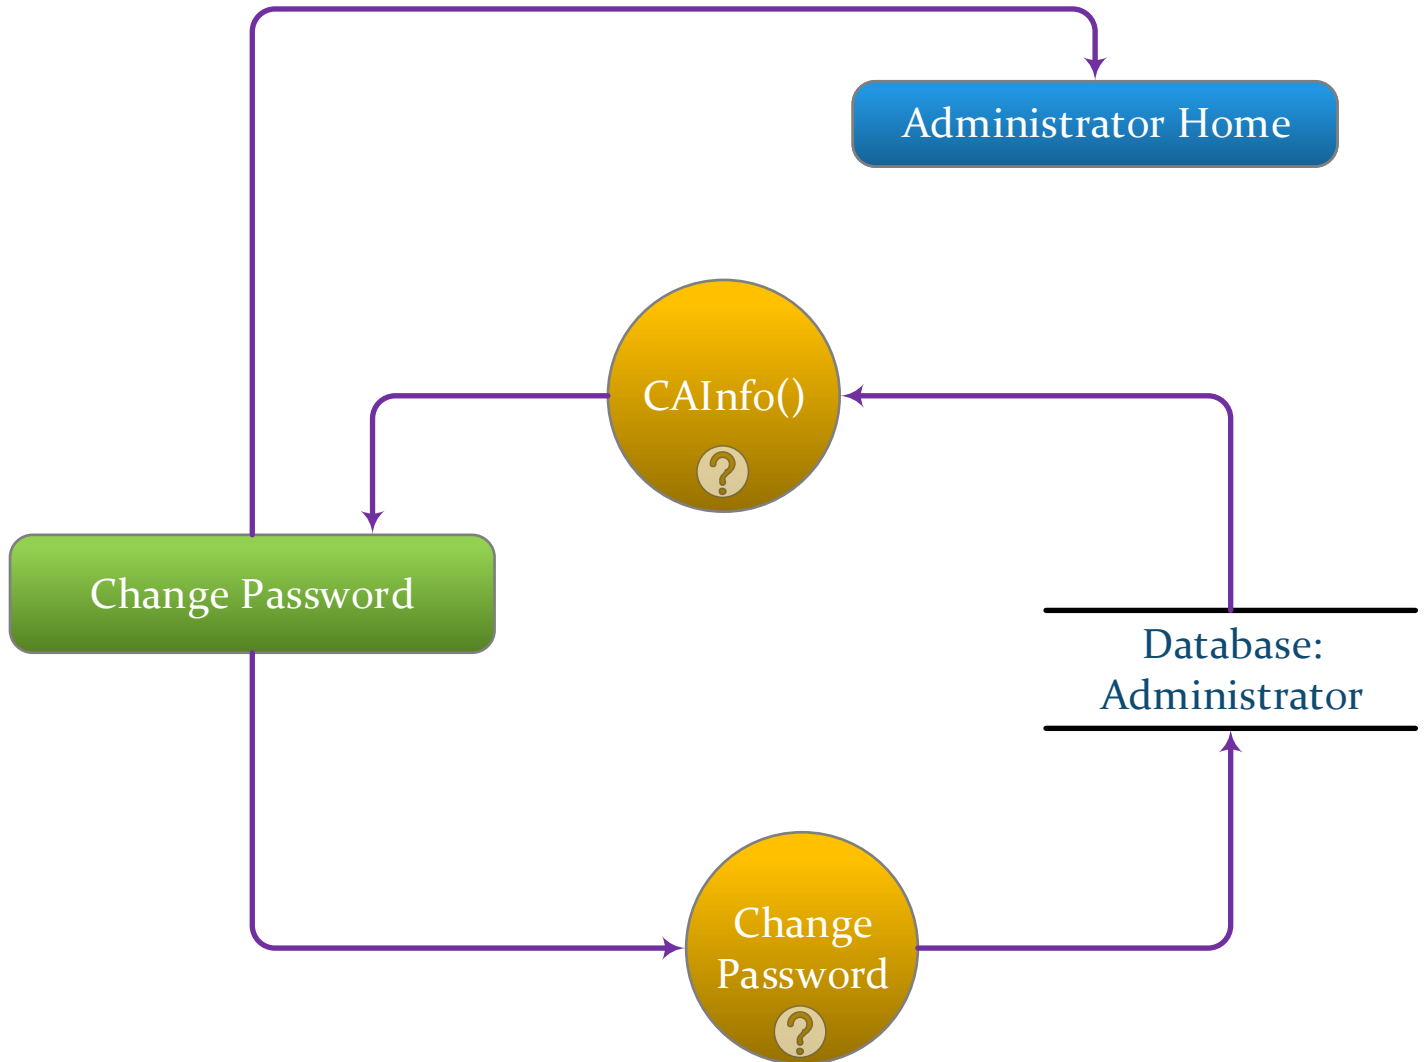 Administrator Home
CAInfo()
?
Change Password
Database:
Administrator
Change
Password
?